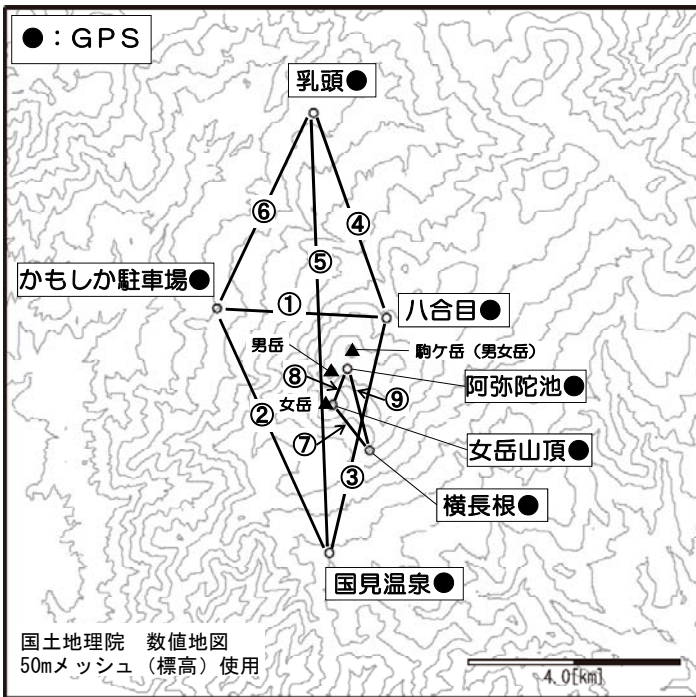 ●：ＧＰＳ
乳頭●
⑥
④
⑤
かもしか駐車場●
①
八合目●
男岳
駒ケ岳（男女岳）
⑧
阿弥陀池●
②
女岳
⑨
⑦
女岳山頂●
③
横長根●
国見温泉●
国土地理院　数値地図
50mメッシュ（標高）使用
4.0[km]